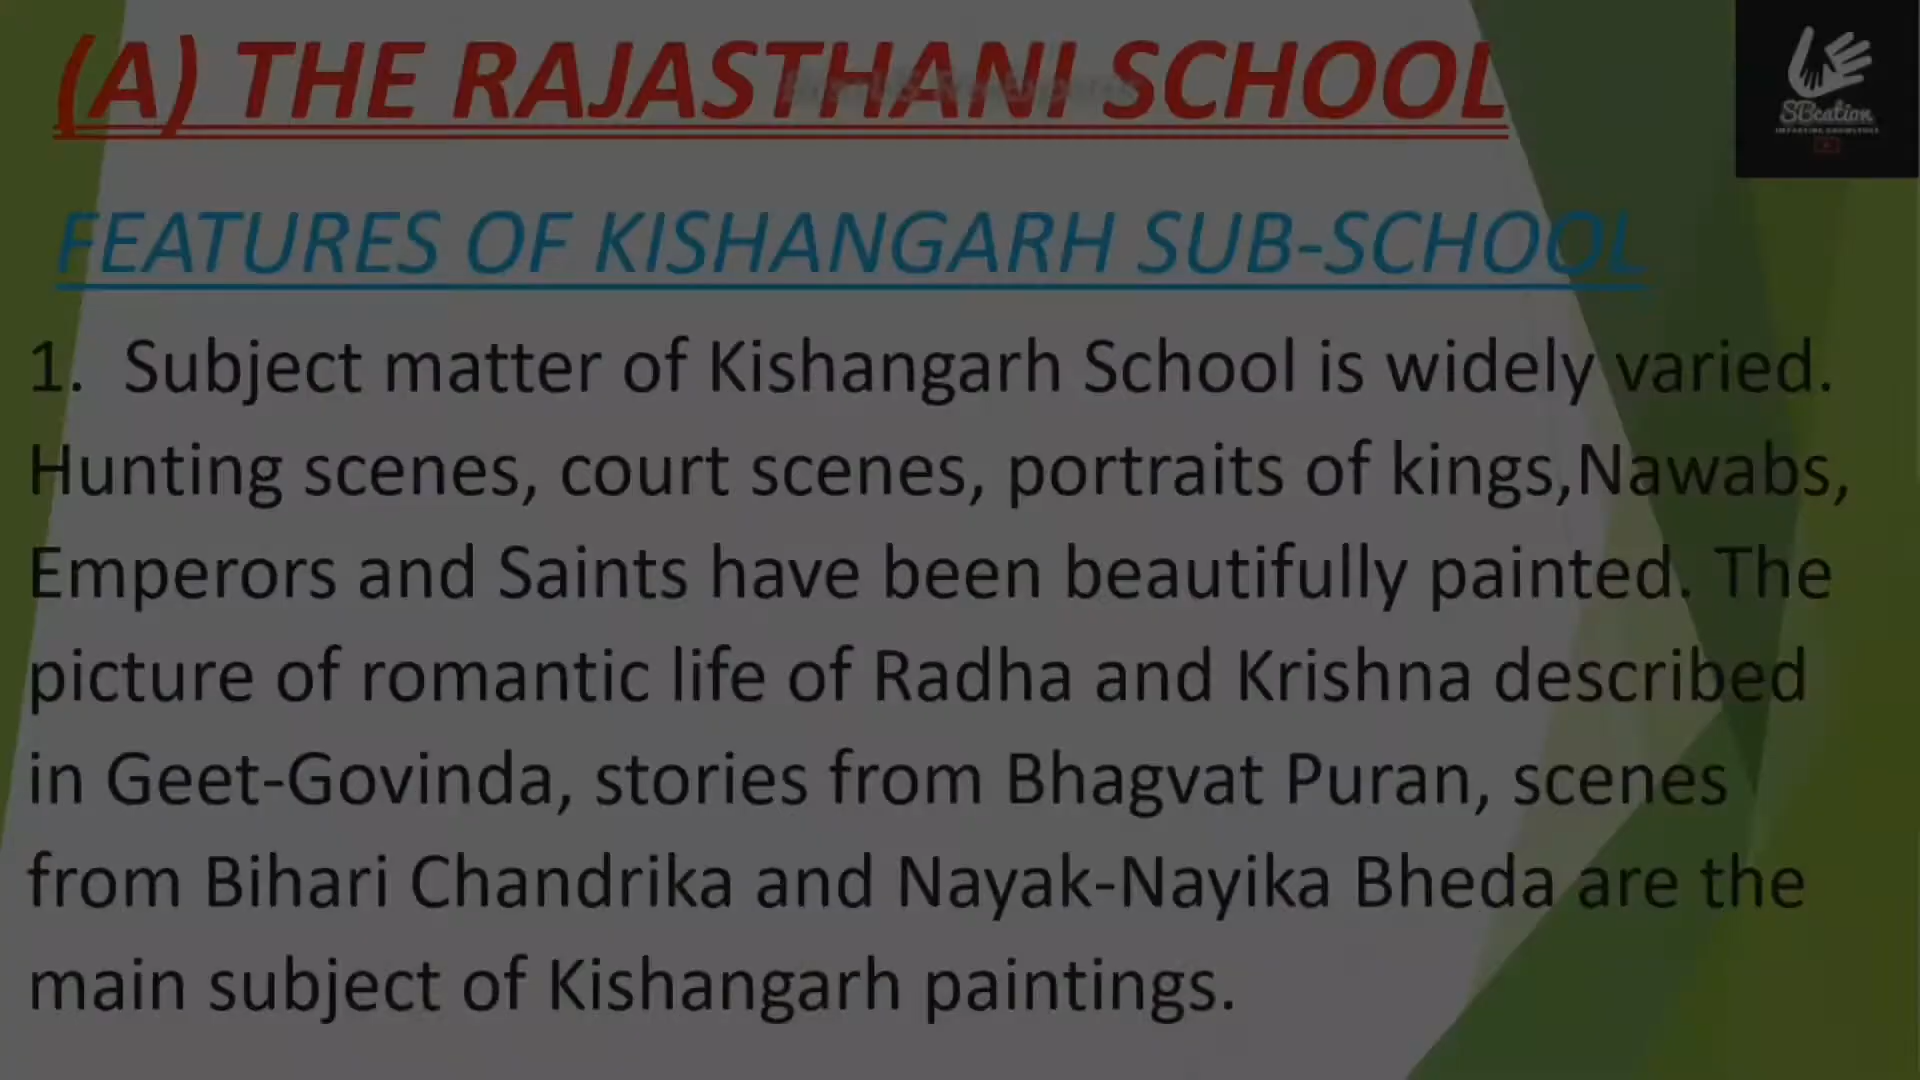 (A) THE RAJASTHANI SCHOOL
SBcation
IMPARTING KNOWLEDGE
FEATURES OF KISHANGARH SUB-SCHOOL
1. Subject matter of Kishangarh School is widely varied.
Hunting scenes, court scenes, portraits of kings,Nawabs,
Emperors and Saints have been beautifully painted. The
picture of romantic life of Radha and Krishna described
in Geet-Govinda, stories from Bhagvat Puran, scenes
from Bihari Chandrika and Nayak-Nayika Bheda are the
main subject of Kishangarh paintings.